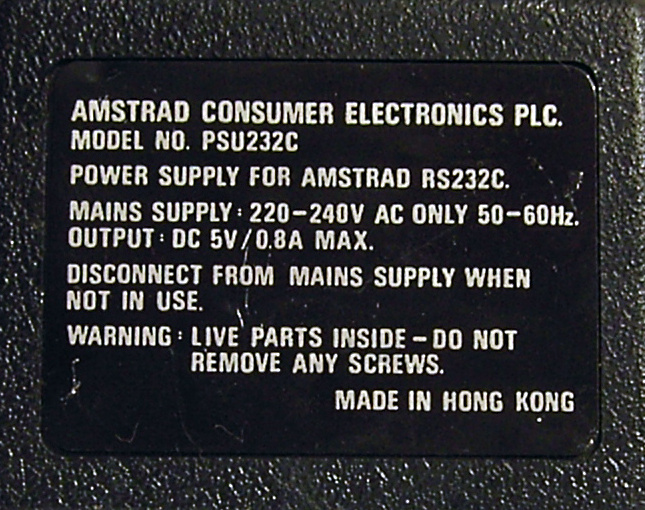 AMSTRAD CONSUMER ELECTRONICS PLC.
MODEL NO. PSU232C
POWER SUPPLY FOR AMSTRAD RS232C.
MAINS SUPPLY: 220-240V AC ONLY 50-60Hz.
OUTPUT: DC 5V/0.8A MAX.
DISCONNECT FROM MAINS SUPPLY WHEN
NOT IN USE.
WARNING: LIVE PARTS INSIDE - DO NOT
REMOVE ANY SCREWS.
MADE IN HONG KONG